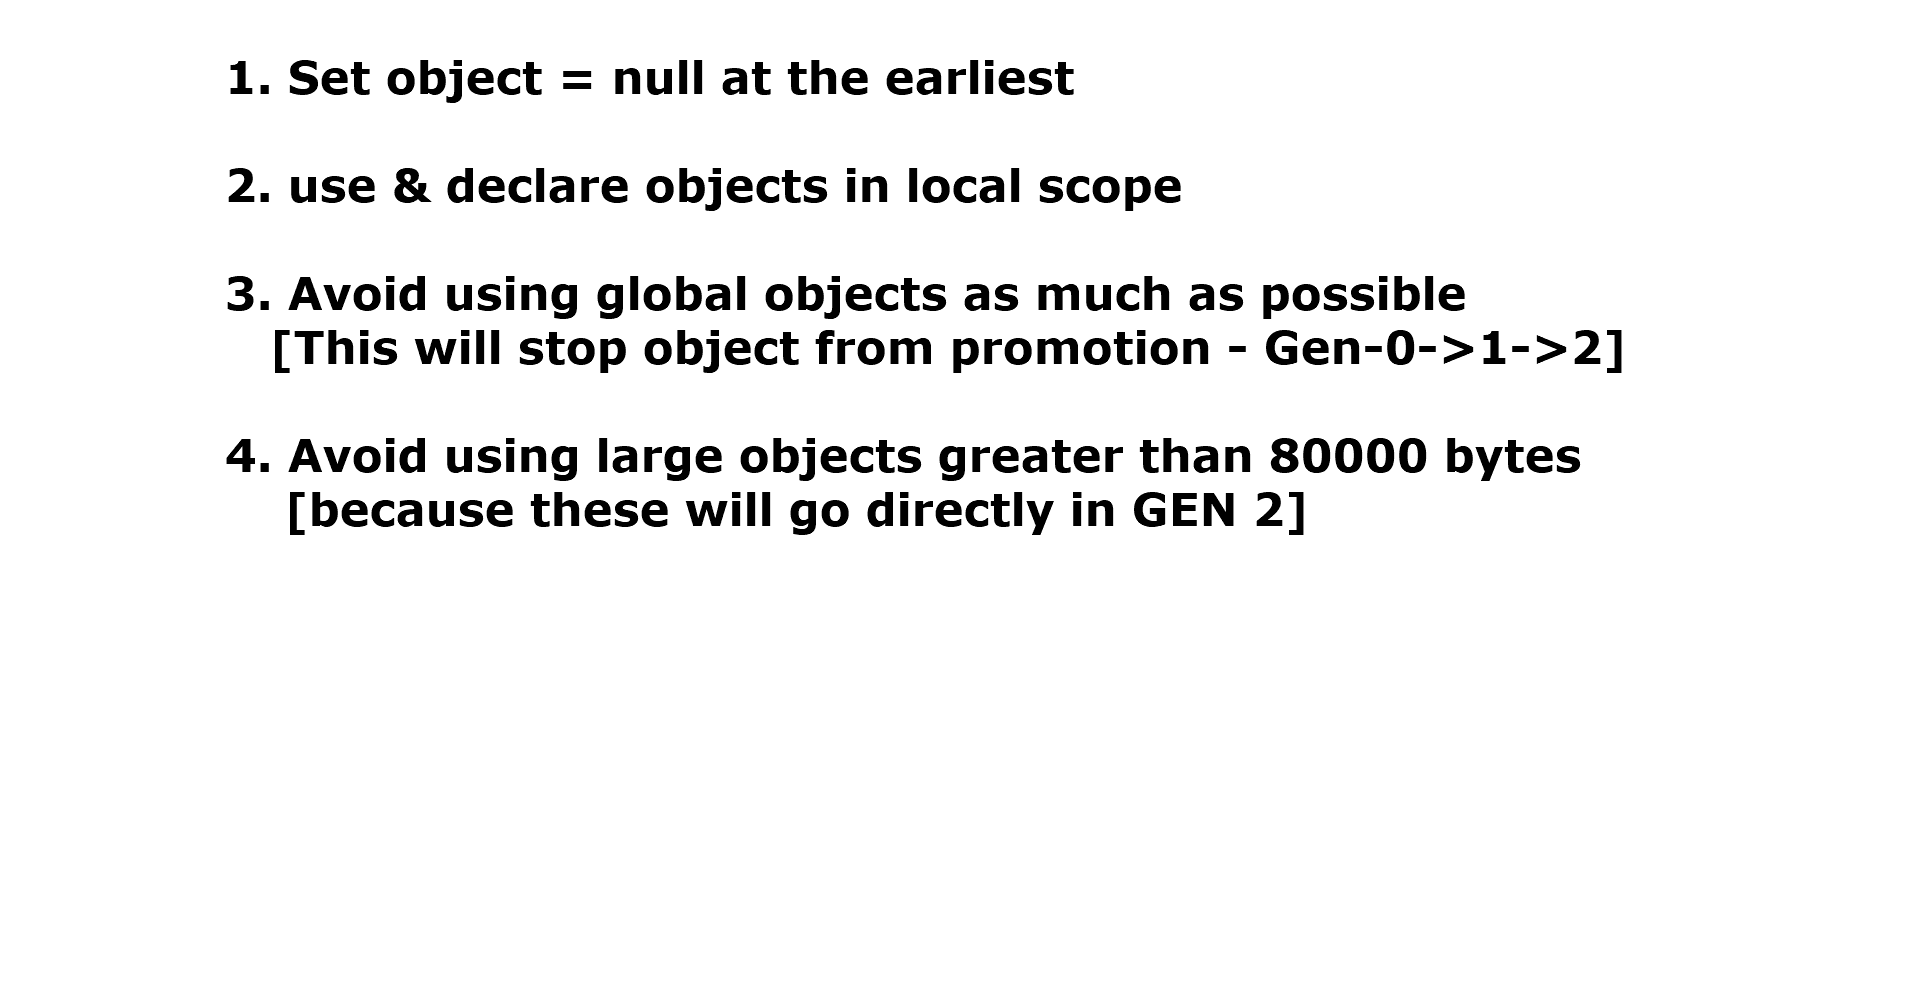 1. Set object = null at the earliest
2. use & declare objects in local scope
3. Avoid using global objects as much as possible
[This will stop object from promotion - Gen-0->1->2]
4. Avoid using large objects greater than 80000 bytes
[because these will go directly in GEN 2]